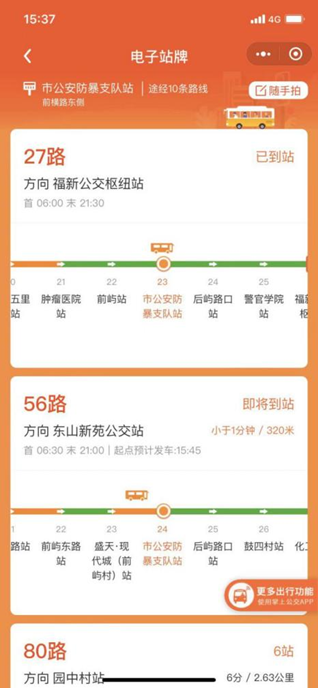 15:37
4G
电子站牌
市公安防暴支队站 | 途经10条路线
前横路东侧
随手拍
27路
已到站
方向 福新公交枢纽站
首 06:00 末 21:30
21 22 23 24 25
五里 肿瘤医院 前屿站 市公安防 后屿路口 警官学院 福新
站 站 暴支队站 站 站 枢
56路
即将到站
方向 东山新苑公交站
小于1分钟 / 320米
首 06:30 末 21:00 | 起点预计发车:15:45
22 23 24 25 26
路站 前屿东路 盛天·现 市公安防 后屿路口 鼓四村站 化工
站 代城（前 暴支队站 站
屿村）站
更多出行功能
使用掌上公交APP
80路
6站
方向 园中村站
6分 / 2.63公里